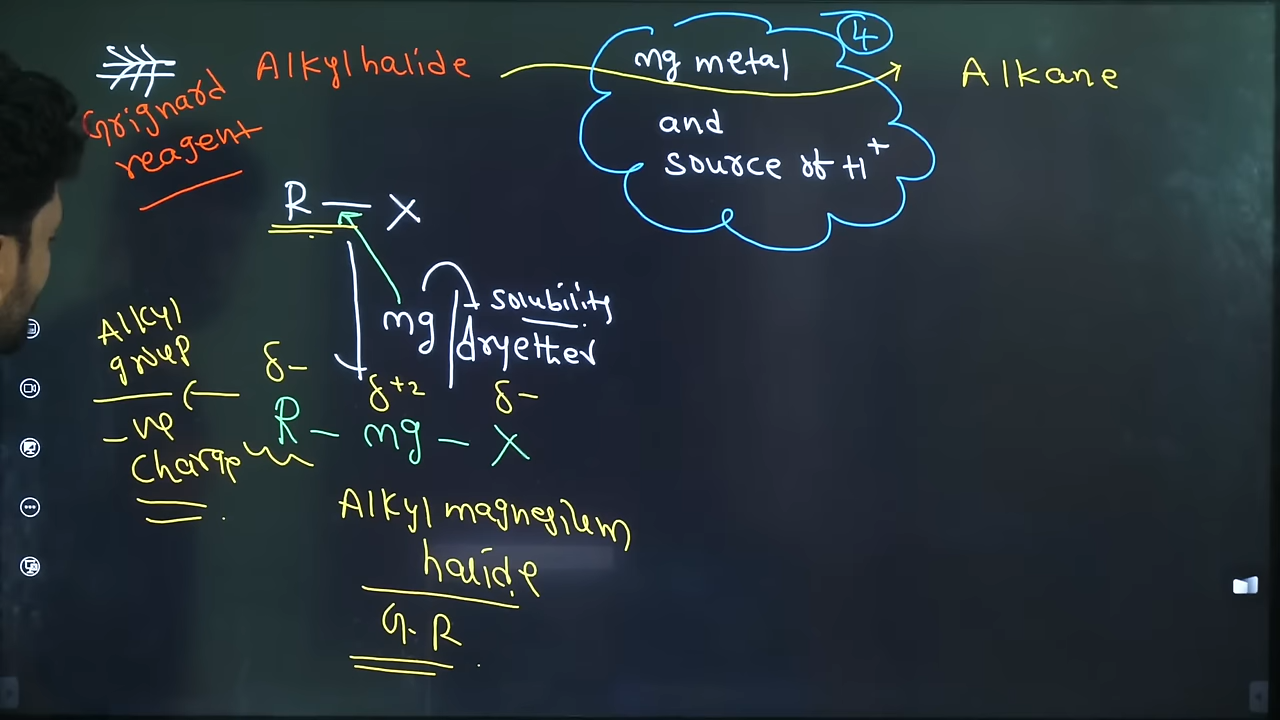 ④
Alkylhalide mg metal Alkane
Grignard
reagent
and
source of H⁺
R — X
mg solubility
dryether
Alkyl
group
-ve
Charge
δ- δ+2 δ-
R - mg - X
Alkyl magnesium
halide
G.R